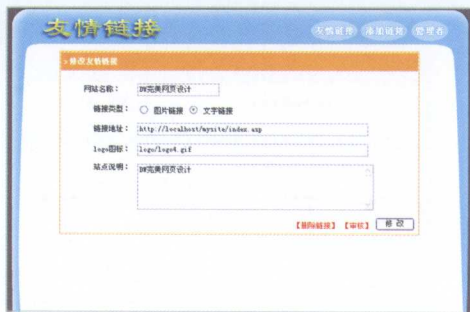 友情链接
友情链接 添加链接 管理者
>修改友情链接
网站名称： DW完美网页设计
链接类型： 图片链接 文字链接
链接地址： http://localhost/mysite/index.asp
logo图标： logo/logo4.gif
站点说明： DW完美网页设计
【删除链接】 【审核】 修 改